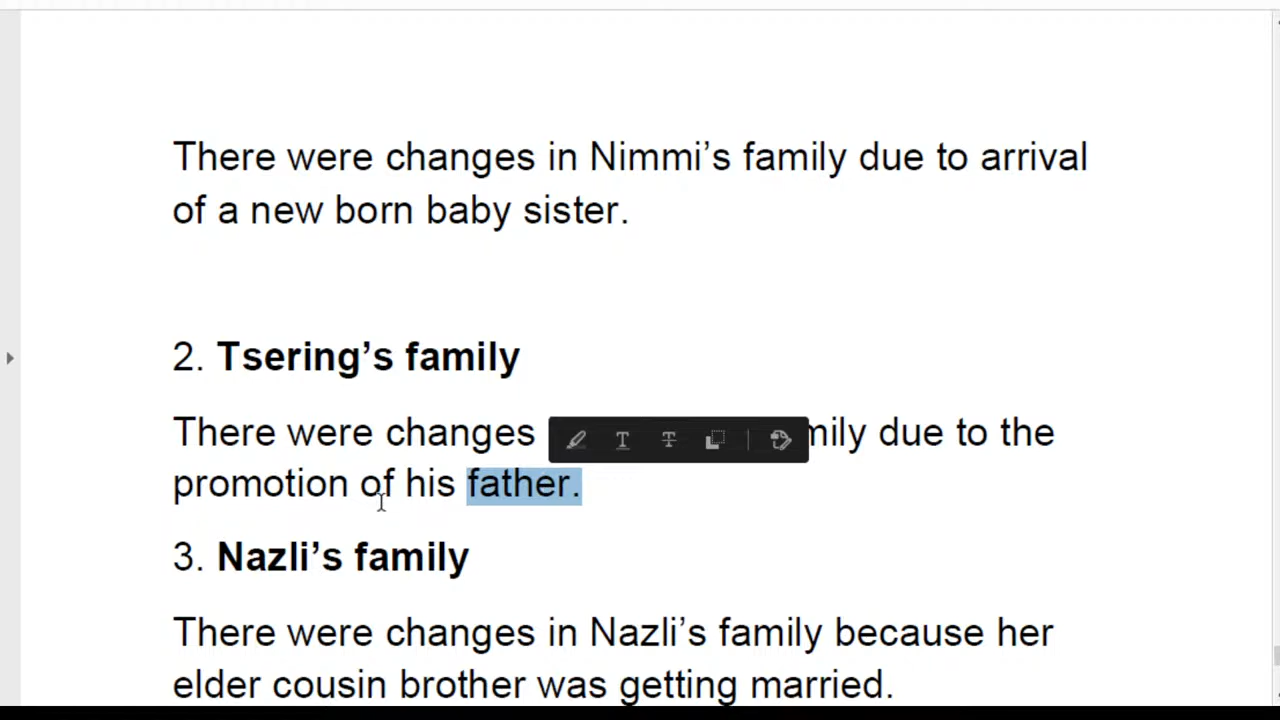 There were changes in Nimmi’s family due to arrival
of a new born baby sister.
2. Tsering’s family
There were changes mily due to the
promotion of his father.
3. Nazli’s family
There were changes in Nazli’s family because her
elder cousin brother was getting married.